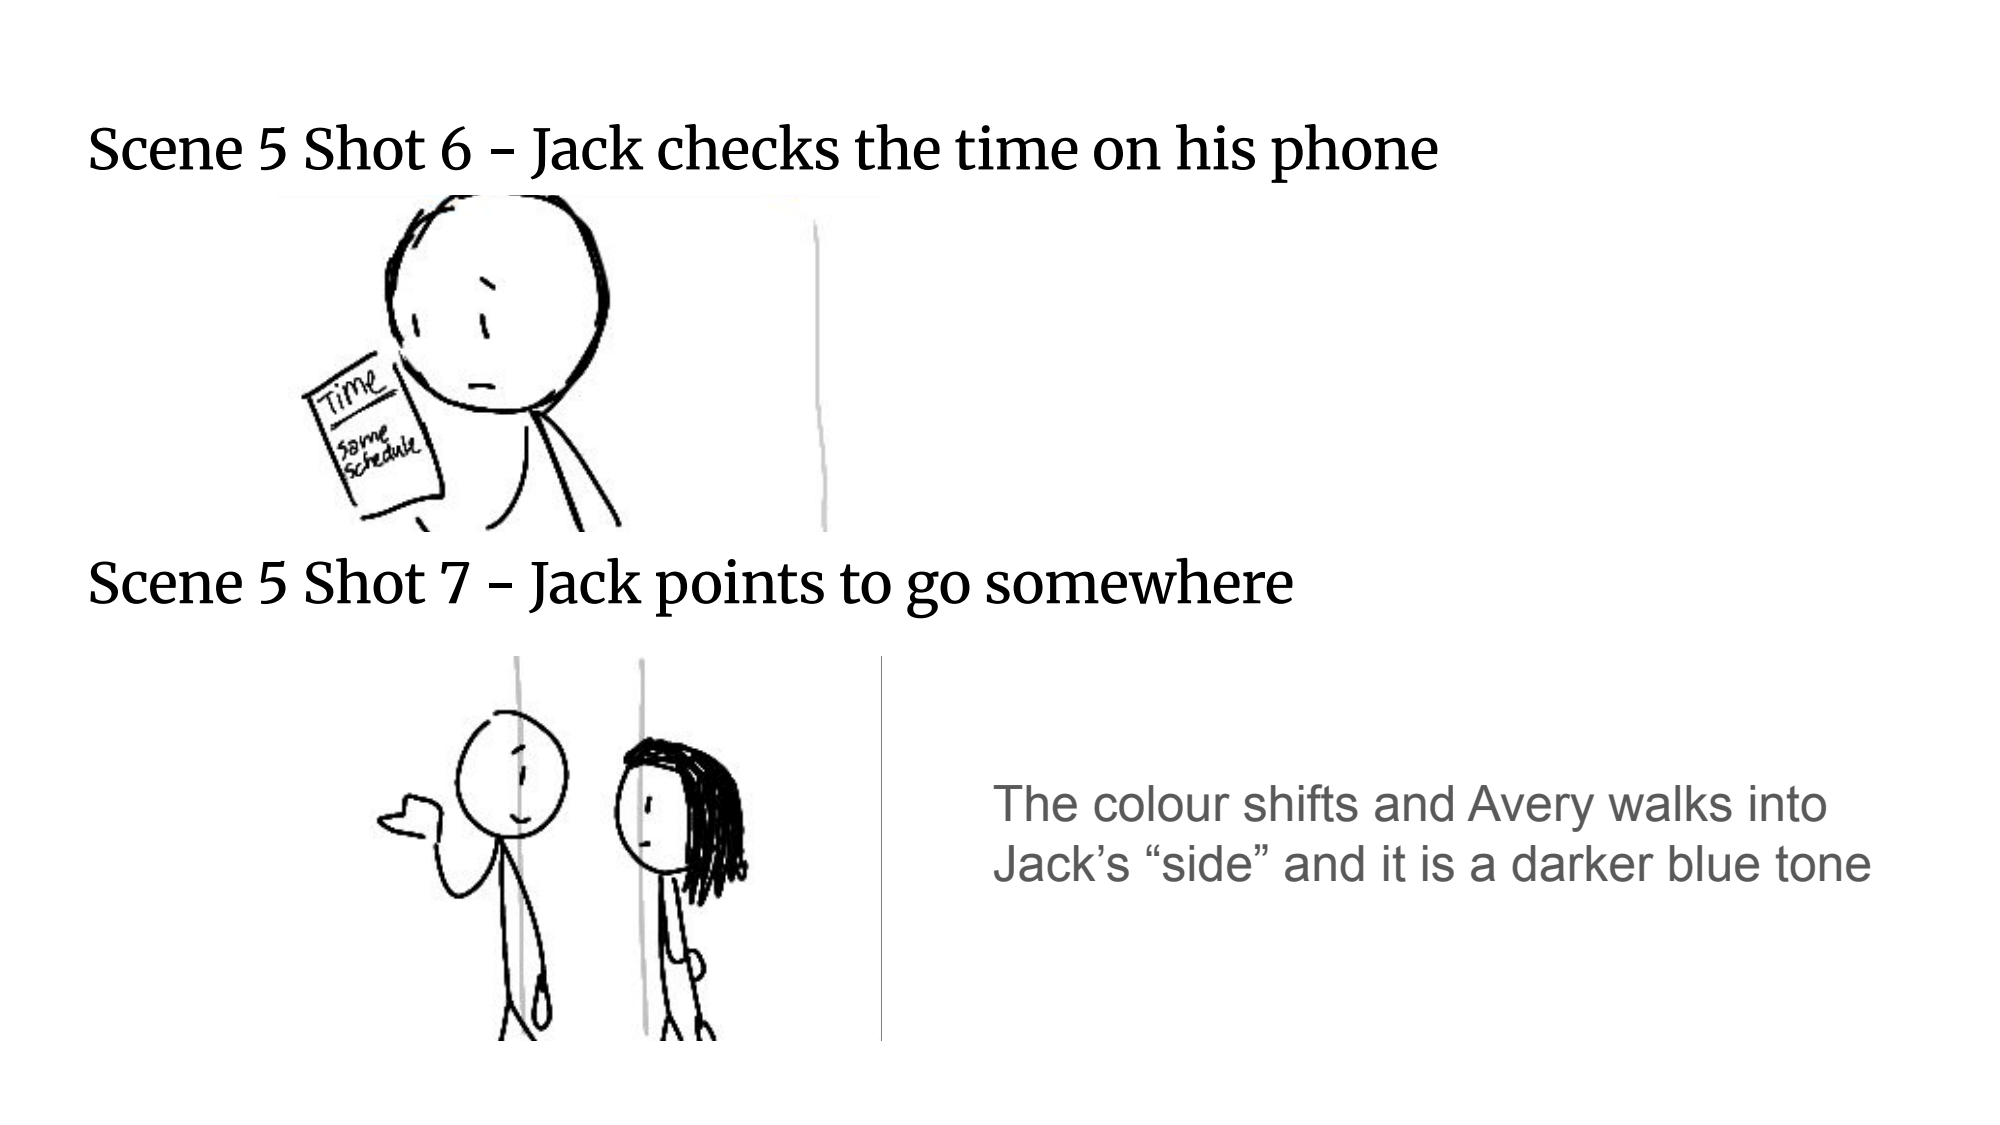 Scene 5 Shot 6 - Jack checks the time on his phone
Time
same
schedule
Scene 5 Shot 7 - Jack points to go somewhere
The colour shifts and Avery walks into
Jack’s “side” and it is a darker blue tone